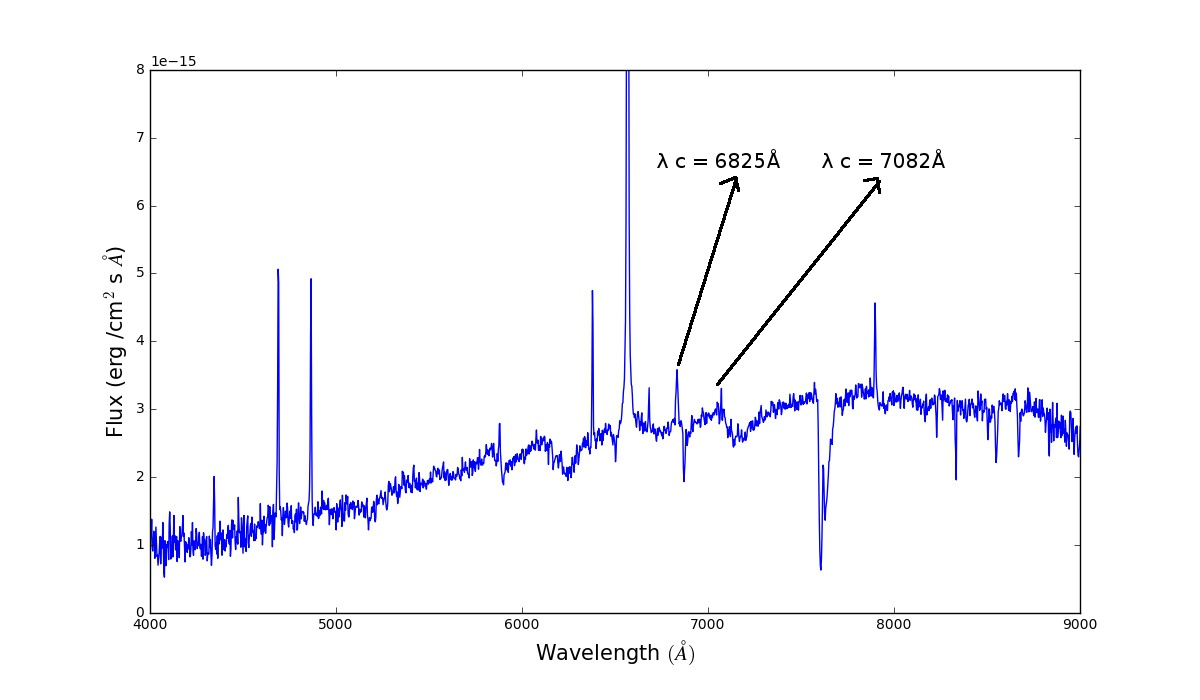 1e−15
8
7
λ c = 6825Å λ c = 7082Å
6
5
4
3
2
1
0
Flux (erg /cm² s Å)
4000 5000 6000 7000 8000 9000
Wavelength (Å)